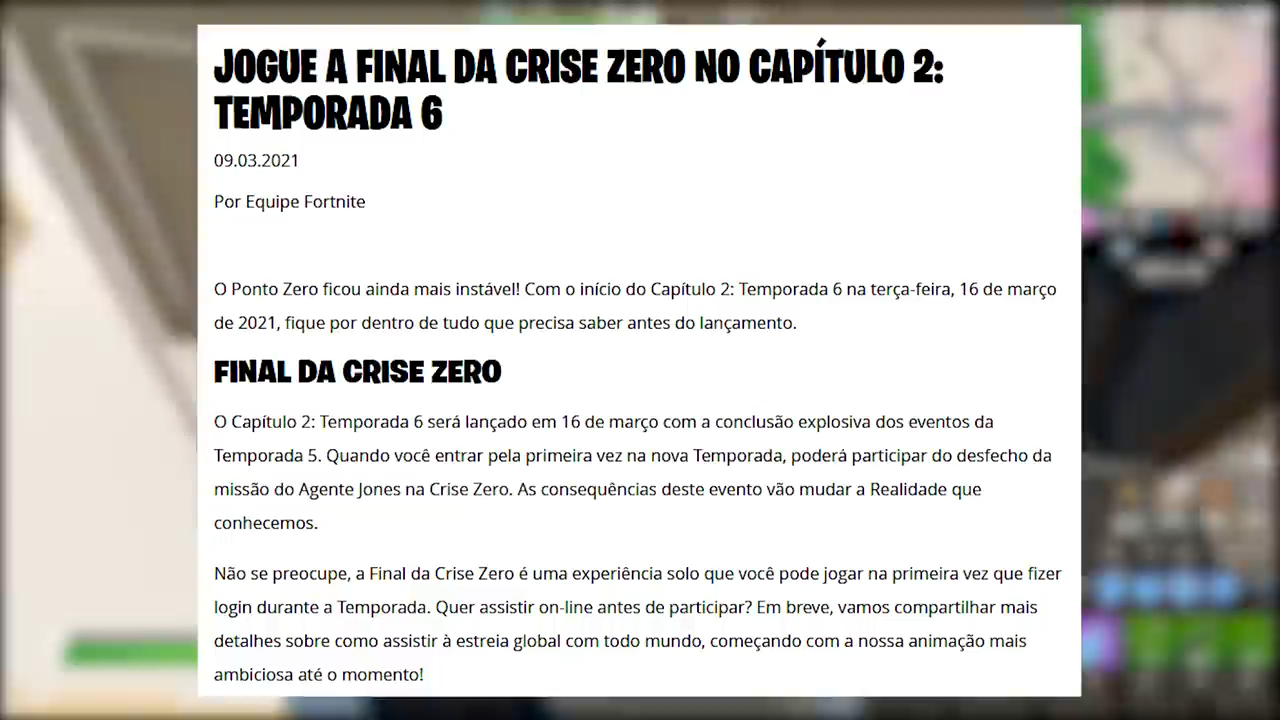 JOGUE A FINAL DA CRISE ZERO NO CAPÍTULO 2:
TEMPORADA 6
09.03.2021
Por Equipe Fortnite
O Ponto Zero ficou ainda mais instável! Com o início do Capítulo 2: Temporada 6 na terça-feira, 16 de março
de 2021, fique por dentro de tudo que precisa saber antes do lançamento.
FINAL DA CRISE ZERO
O Capítulo 2: Temporada 6 será lançado em 16 de março com a conclusão explosiva dos eventos da
Temporada 5. Quando você entrar pela primeira vez na nova Temporada, poderá participar do desfecho da
missão do Agente Jones na Crise Zero. As consequências deste evento vão mudar a Realidade que
conhecemos.
Não se preocupe, a Final da Crise Zero é uma experiência solo que você pode jogar na primeira vez que fizer
login durante a Temporada. Quer assistir on-line antes de participar? Em breve, vamos compartilhar mais
detalhes sobre como assistir à estreia global com todo mundo, começando com a nossa animação mais
ambiciosa até o momento!